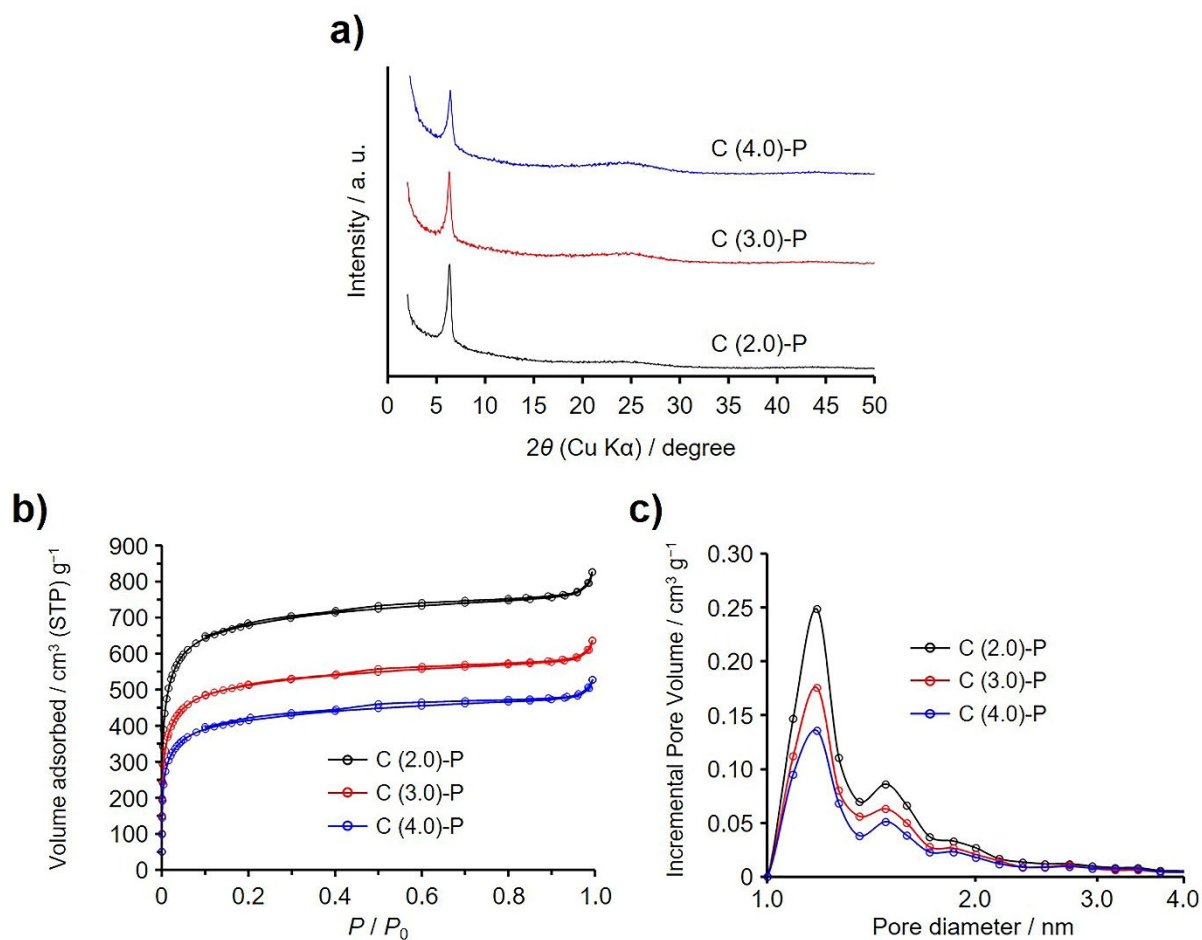 a)
Intensity / a. u.
C (4.0)-P
C (3.0)-P
C (2.0)-P
0 5 10 15 20 25 30 35 40 45 50
2θ (Cu Kα) / degree
b)
Volume adsorbed / cm³ (STP) g⁻¹
900
800
700
600
500
400
300
200
100
0
C (2.0)-P
C (3.0)-P
C (4.0)-P
0 0.2 0.4 0.6 0.8 1.0
P / P₀
c)
Incremental Pore Volume / cm³ g⁻¹
0.30
0.25
0.20
0.15
0.10
0.05
0
C (2.0)-P
C (3.0)-P
C (4.0)-P
1.0 2.0 3.0 4.0
Pore diameter / nm